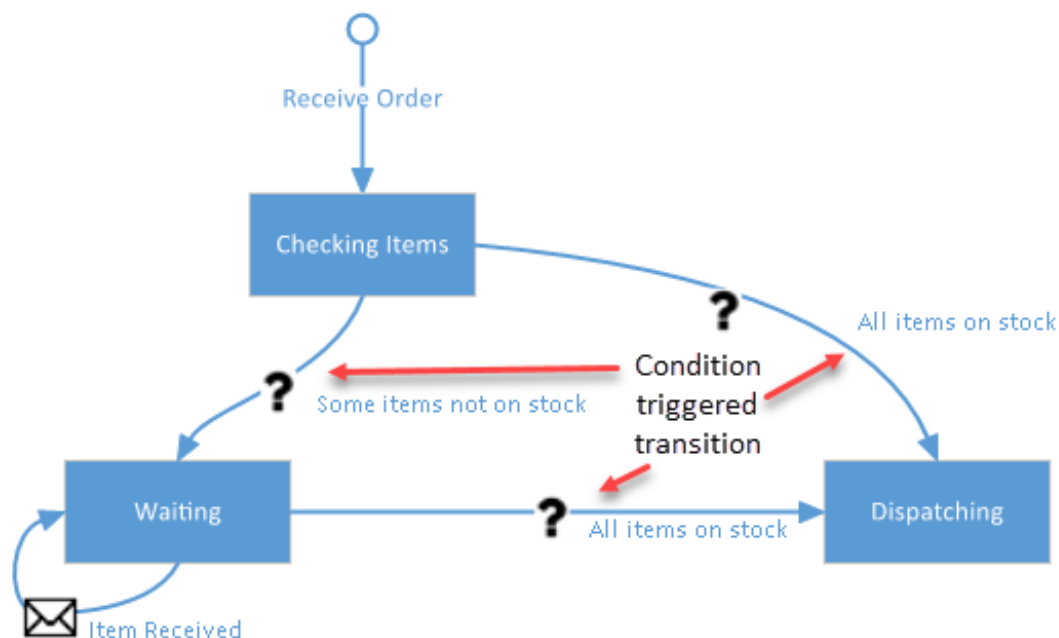 Receive Order
Checking Items
All items on stock
Condition
triggered
transition
Some items not on stock
Waiting
Dispatching
All items on stock
Item Received